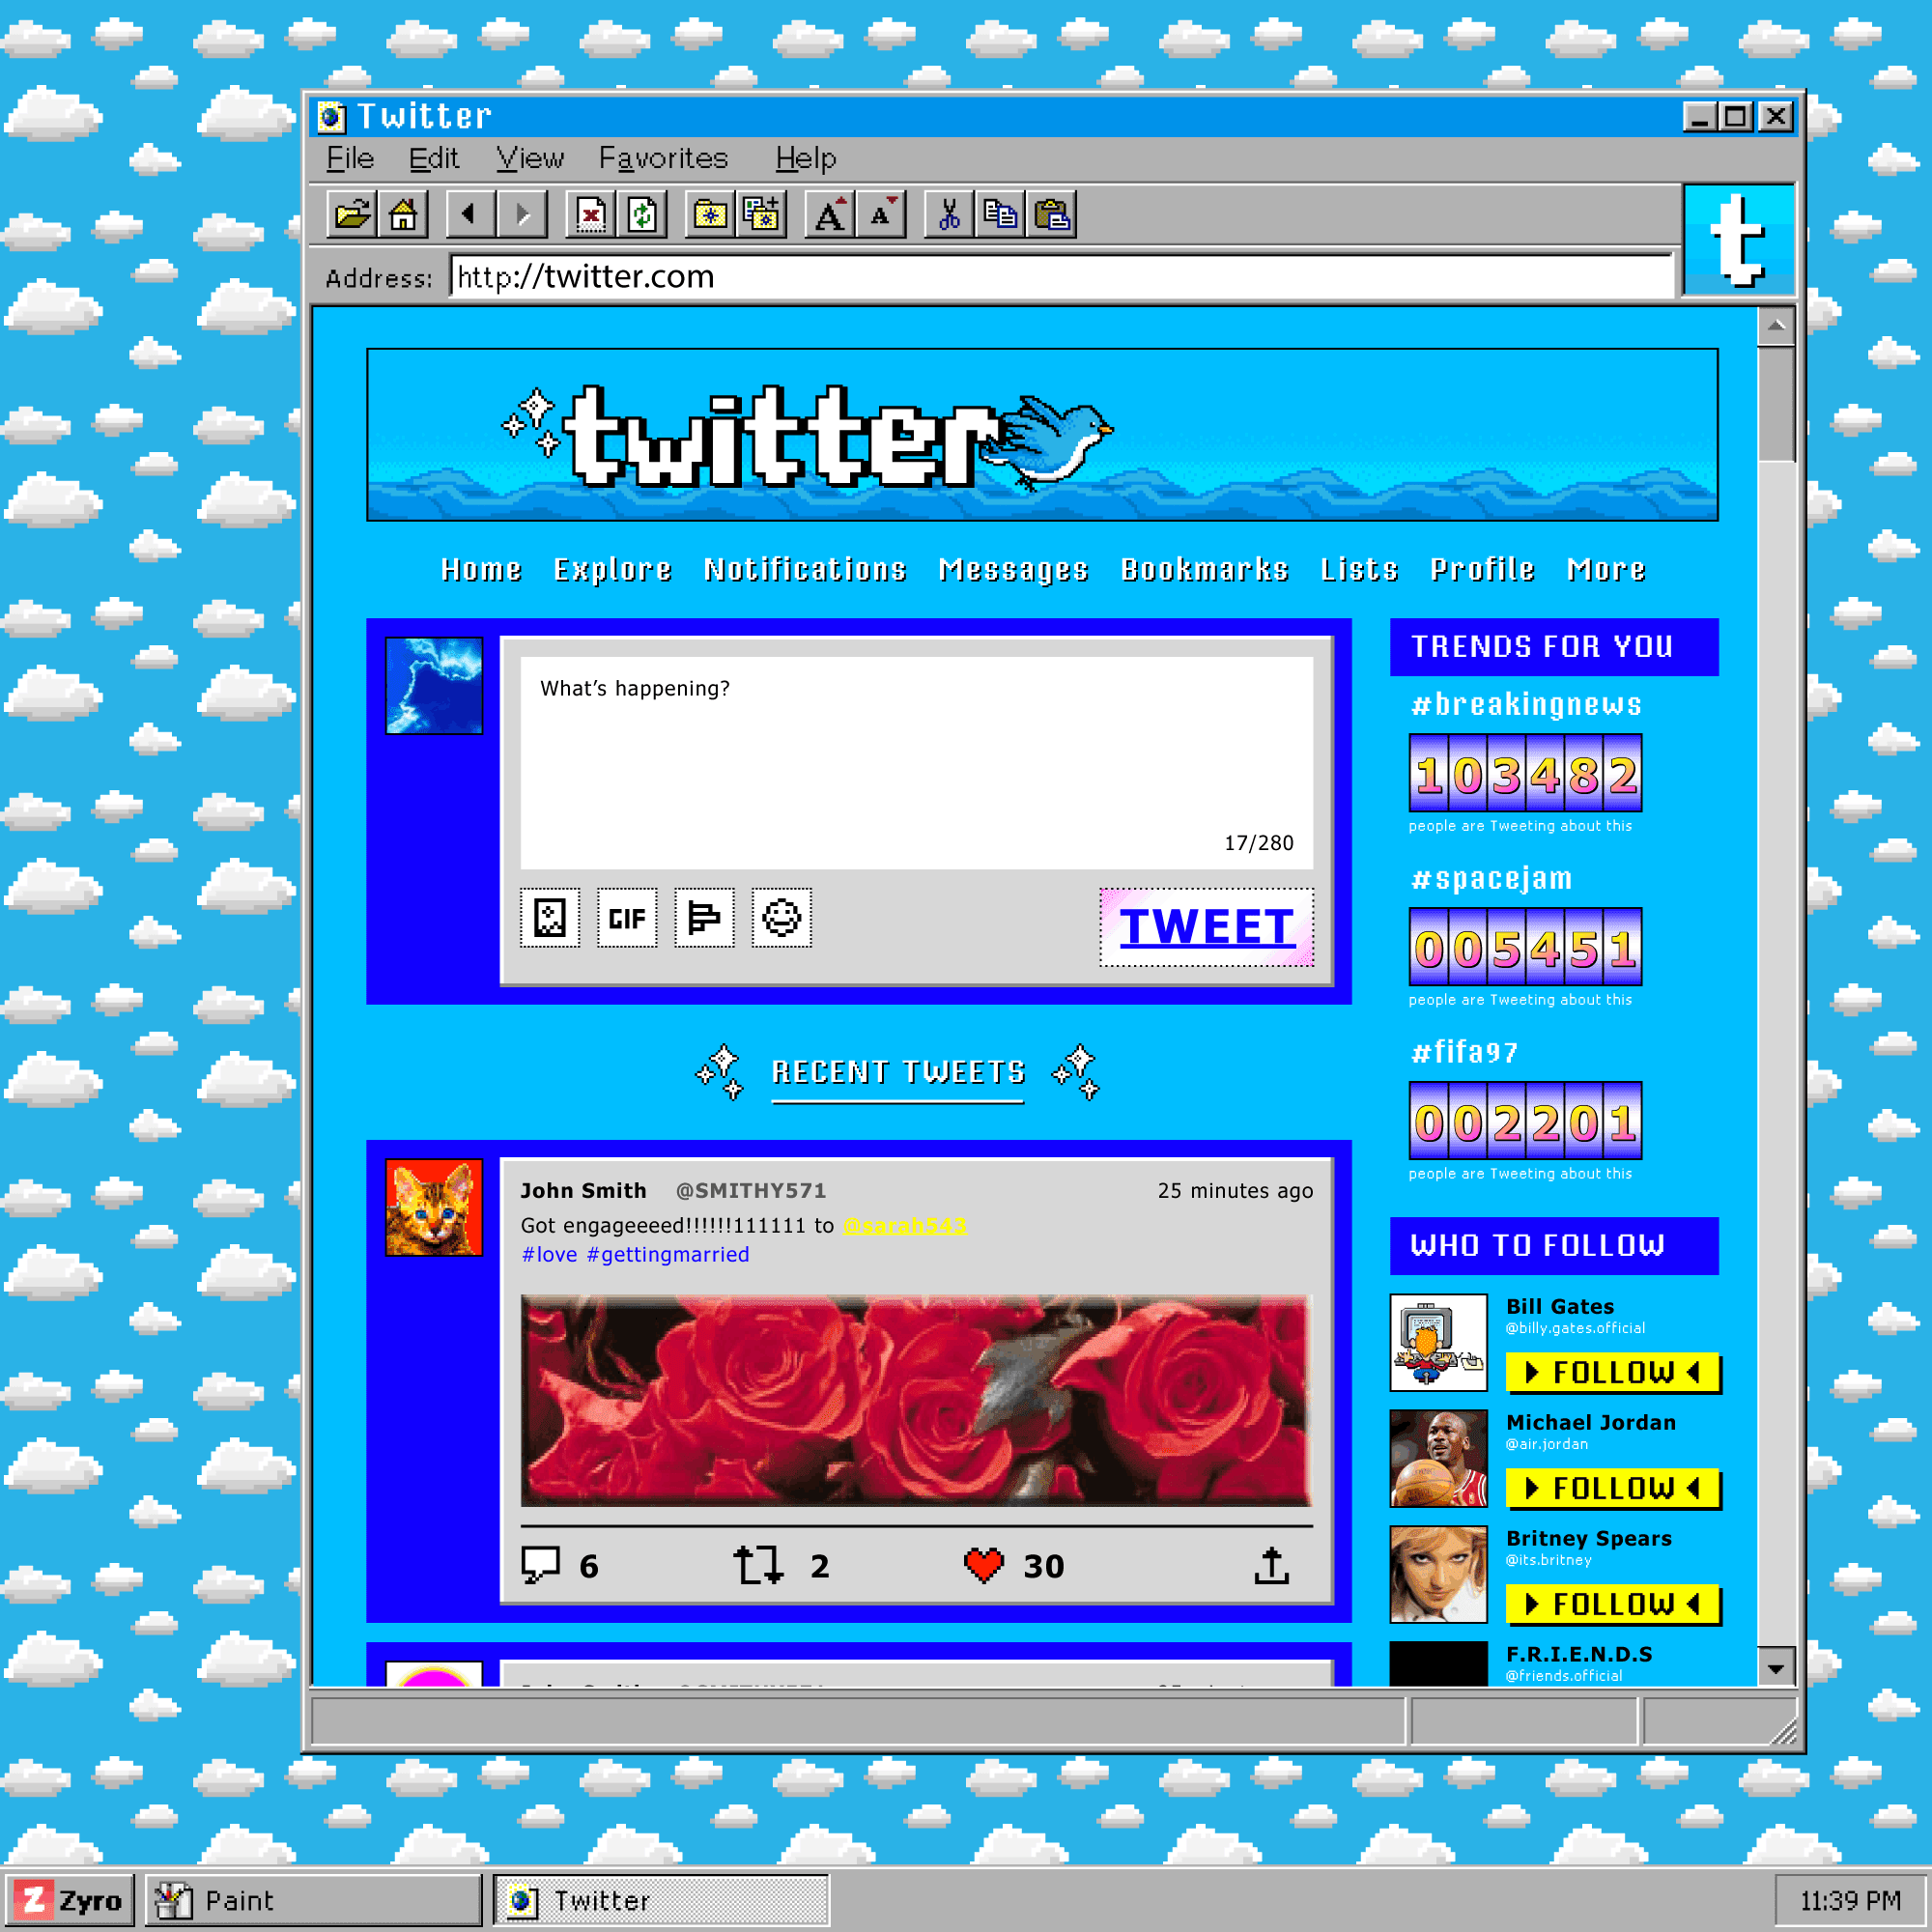 Twitter
File Edit View Favorites Help
A A
Address: http://twitter.com
t
twitter
Home Explore Notifications Messages Bookmarks Lists Profile More
What's happening?
17/280
GIF
TWEET
RECENT TWEETS
John Smith @SMITHY571 25 minutes ago
Got engageeeed!!!!!!111111 to @sarah543
#love #gettingmarried
6 2 30
TRENDS FOR YOU
#breakingnews
103482
people are Tweeting about this
#spacejam
005451
people are Tweeting about this
#fifa97
002201
people are Tweeting about this
WHO TO FOLLOW
Bill Gates
@billy.gates.official
FOLLOW
Michael Jordan
@air.jordan
FOLLOW
Britney Spears
@its.britney
FOLLOW
F.R.I.E.N.D.S
@friends.official
Z Zyro Paint Twitter 11:39 PM